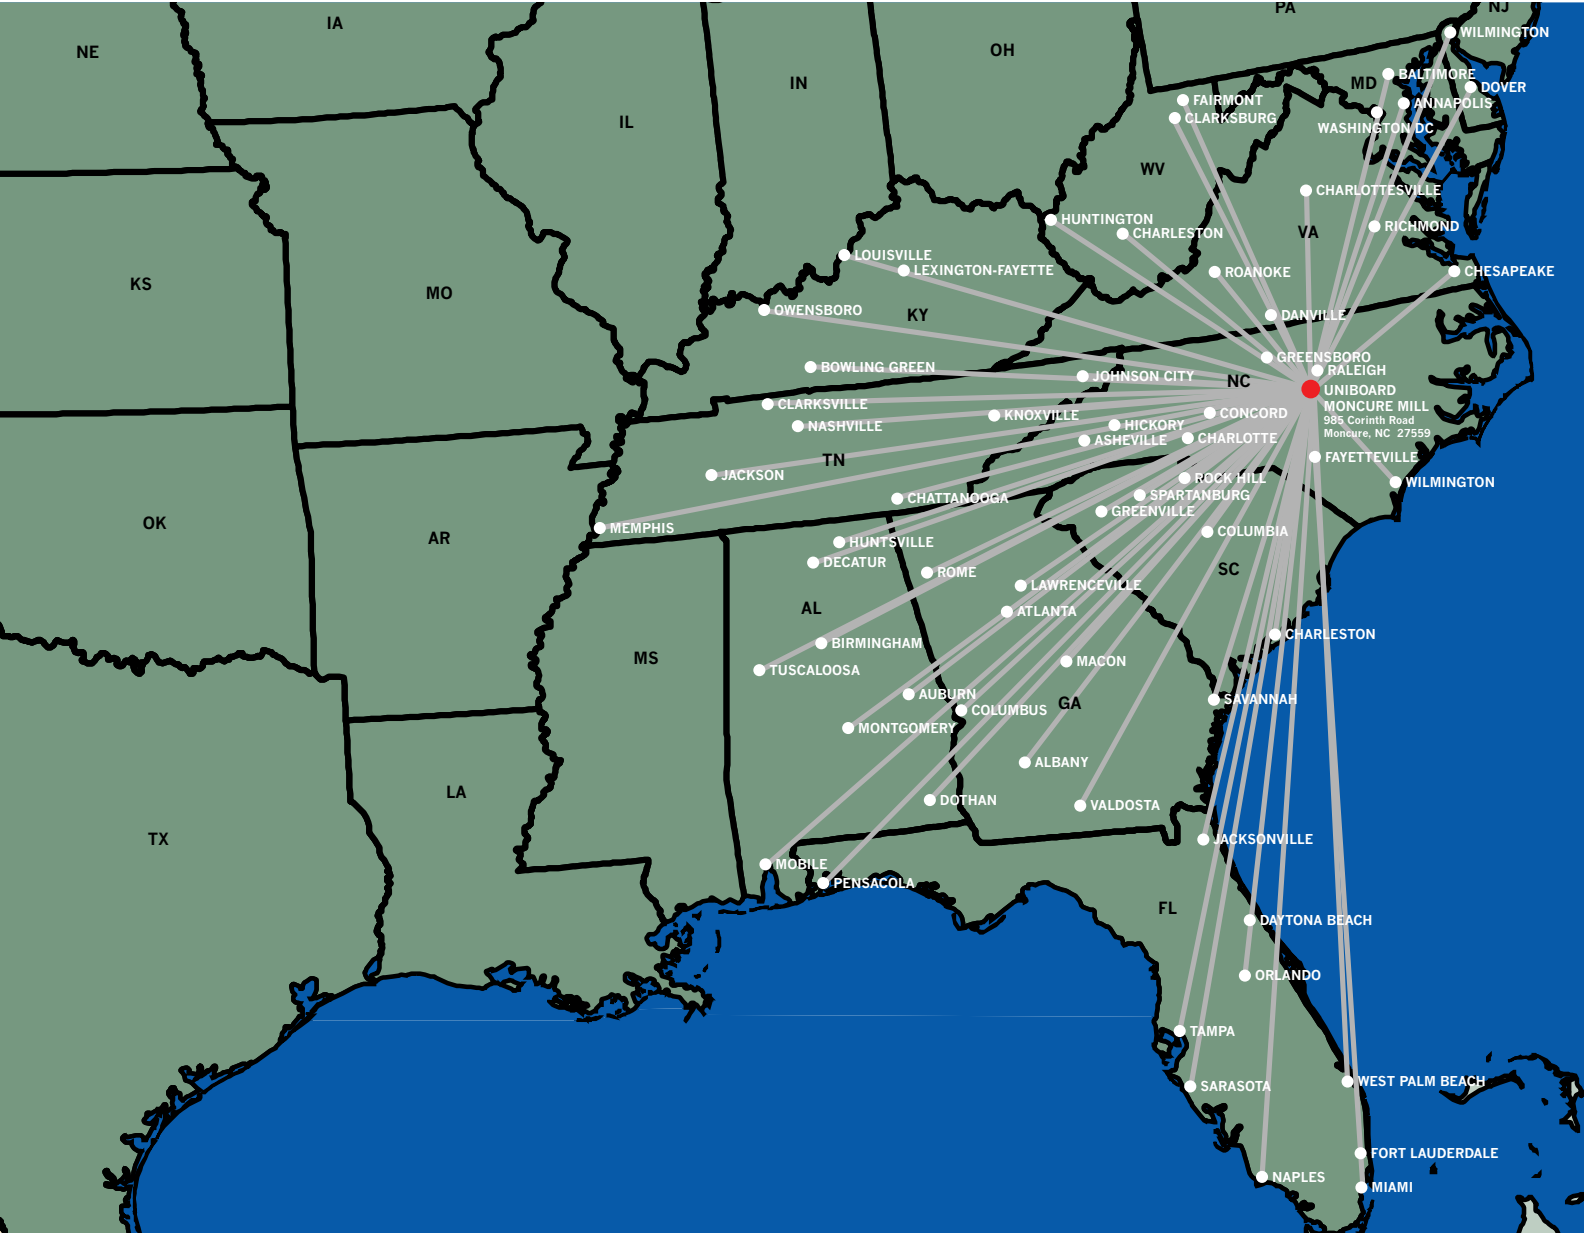 PA
NJ
IA
WILMINGTON
NE
OH
BALTIMORE
IN
MD
DOVER
FAIRMONT
ANNAPOLIS
CLARKSBURG
IL
WASHINGTON DC
WV
CHARLOTTESVILLE
HUNTINGTON
RICHMOND
CHARLESTON
VA
LOUISVILLE
LEXINGTON-FAYETTE
ROANOKE
CHESAPEAKE
KS
MO
OWENSBORO
KY
DANVILLE
GREENSBORO
BOWLING GREEN
RALEIGH
JOHNSON CITY
NC
UNIBOARD
MONCURE MILL
985 Corinth Road
Moncure, NC 27559
CLARKSVILLE
KNOXVILLE
CONCORD
NASHVILLE
HICKORY
ASHEVILLE
CHARLOTTE
TN
FAYETTEVILLE
JACKSON
ROCK HILL
WILMINGTON
CHATTANOOGA
SPARTANBURG
GREENVILLE
OK
MEMPHIS
COLUMBIA
AR
HUNTSVILLE
DECATUR
ROME
SC
LAWRENCEVILLE
AL
ATLANTA
CHARLESTON
BIRMINGHAM
MS
MACON
TUSCALOOSA
AUBURN
SAVANNAH
GA
COLUMBUS
MONTGOMERY
ALBANY
LA
DOTHAN
VALDOSTA
TX
JACKSONVILLE
MOBILE
PENSACOLA
FL
DAYTONA BEACH
ORLANDO
TAMPA
WEST PALM BEACH
SARASOTA
FORT LAUDERDALE
NAPLES
MIAMI